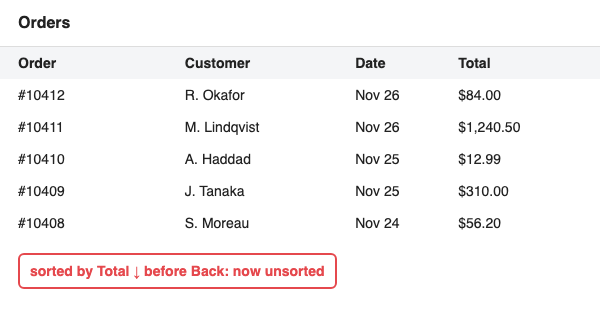 Orders
Order Customer Date Total
#10412 R. Okafor Nov 26 $84.00
#10411 M. Lindqvist Nov 26 $1,240.50
#10410 A. Haddad Nov 25 $12.99
#10409 J. Tanaka Nov 25 $310.00
#10408 S. Moreau Nov 24 $56.20
sorted by Total ↓ before Back: now unsorted